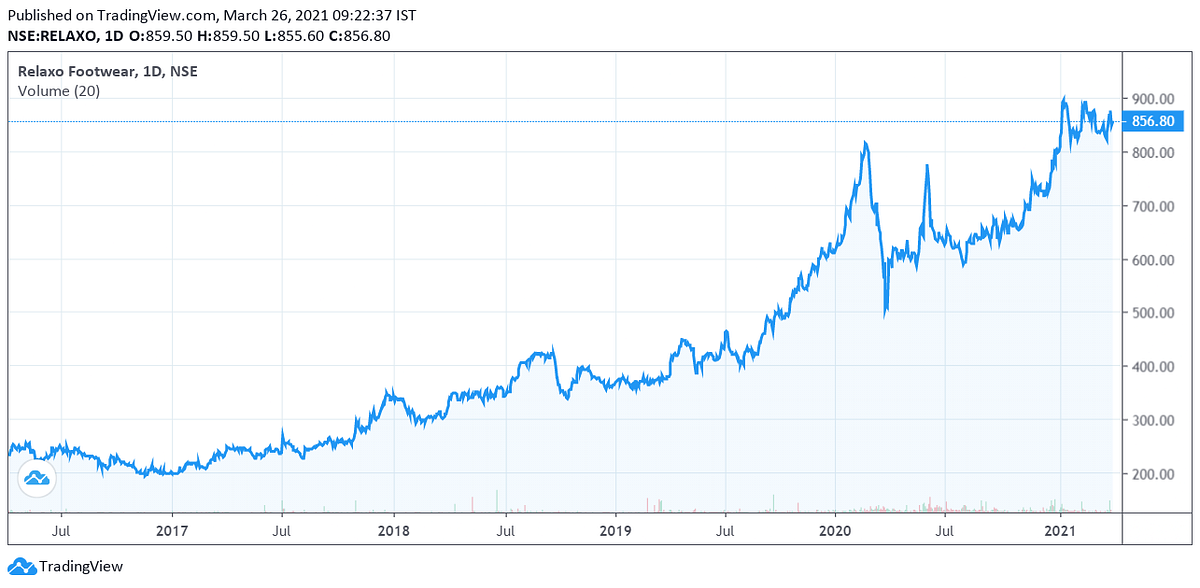 Published on TradingView.com, March 26, 2021 09:22:37 IST
NSE:RELAXO, 1D O:859.50 H:859.50 L:855.60 C:856.80
Relaxo Footwear, 1D, NSE
Volume (20)
900.00
856.80
800.00
700.00
600.00
500.00
400.00
300.00
200.00
Jul 2017 Jul 2018 Jul 2019 Jul 2020 Jul 2021
TradingView